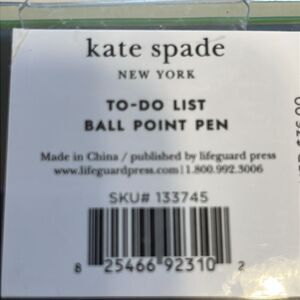 kate spade
NEW YORK
TO-DO LIST
BALL POINT PEN
Made in China / published by lifeguard press
www.lifeguardpress.com | 1.800.992.3006
SKU# 133745
8 25466 92310 2